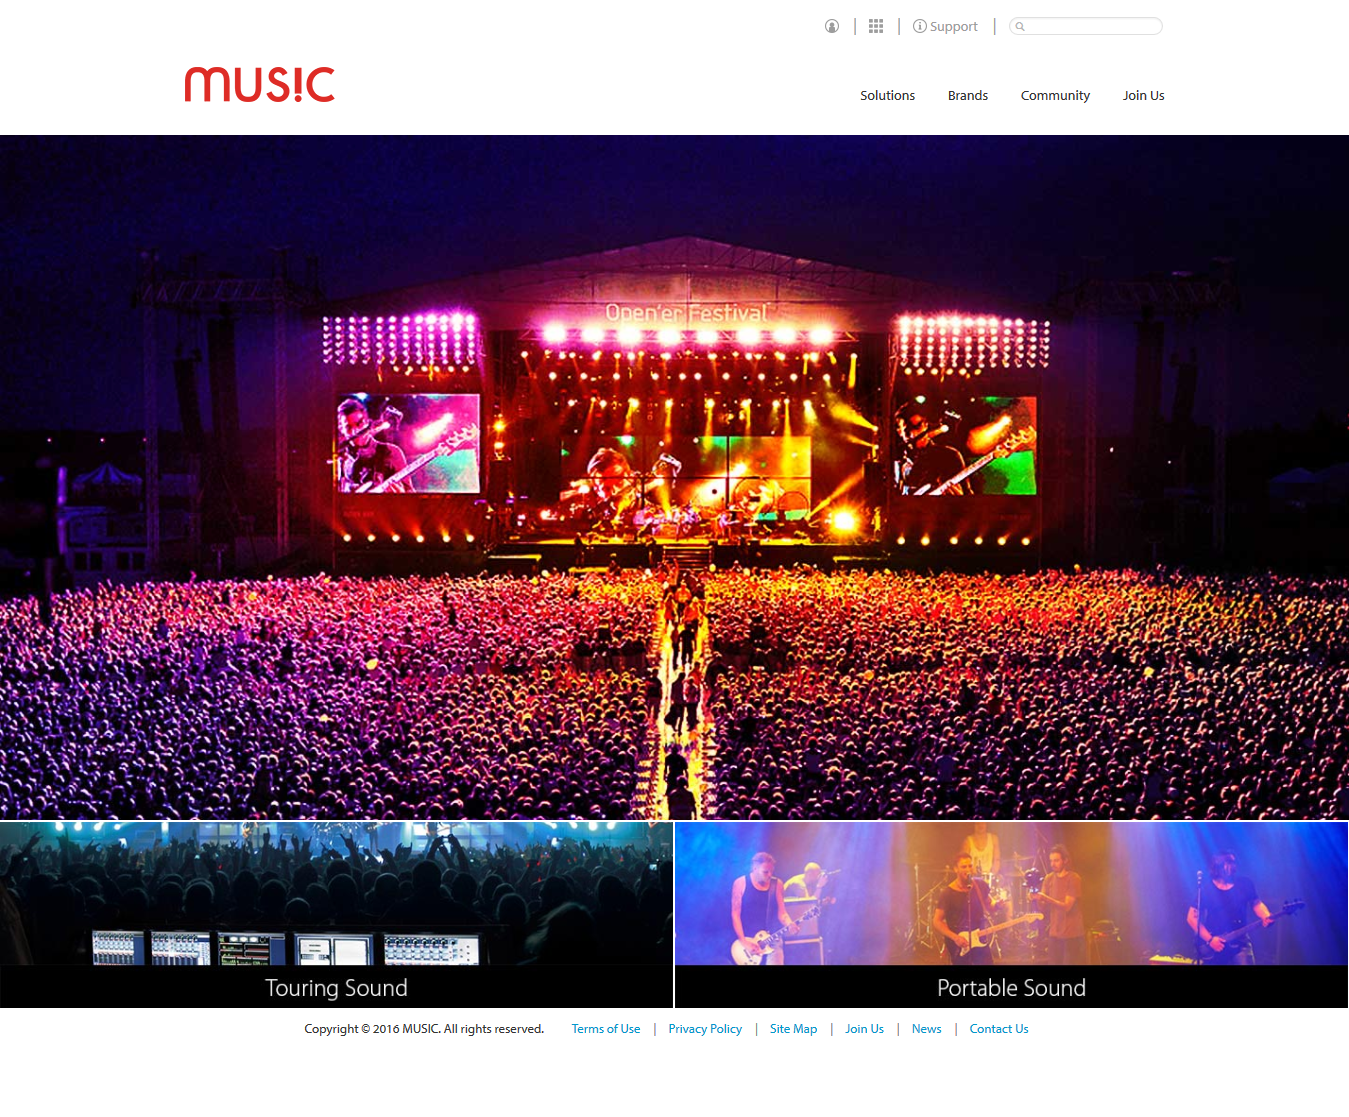 Support
MUS!C
Solutions Brands Community Join Us
Open'er Festival
Touring Sound
Portable Sound
Copyright © 2016 MUSIC. All rights reserved. Terms of Use | Privacy Policy | Site Map | Join Us | News | Contact Us